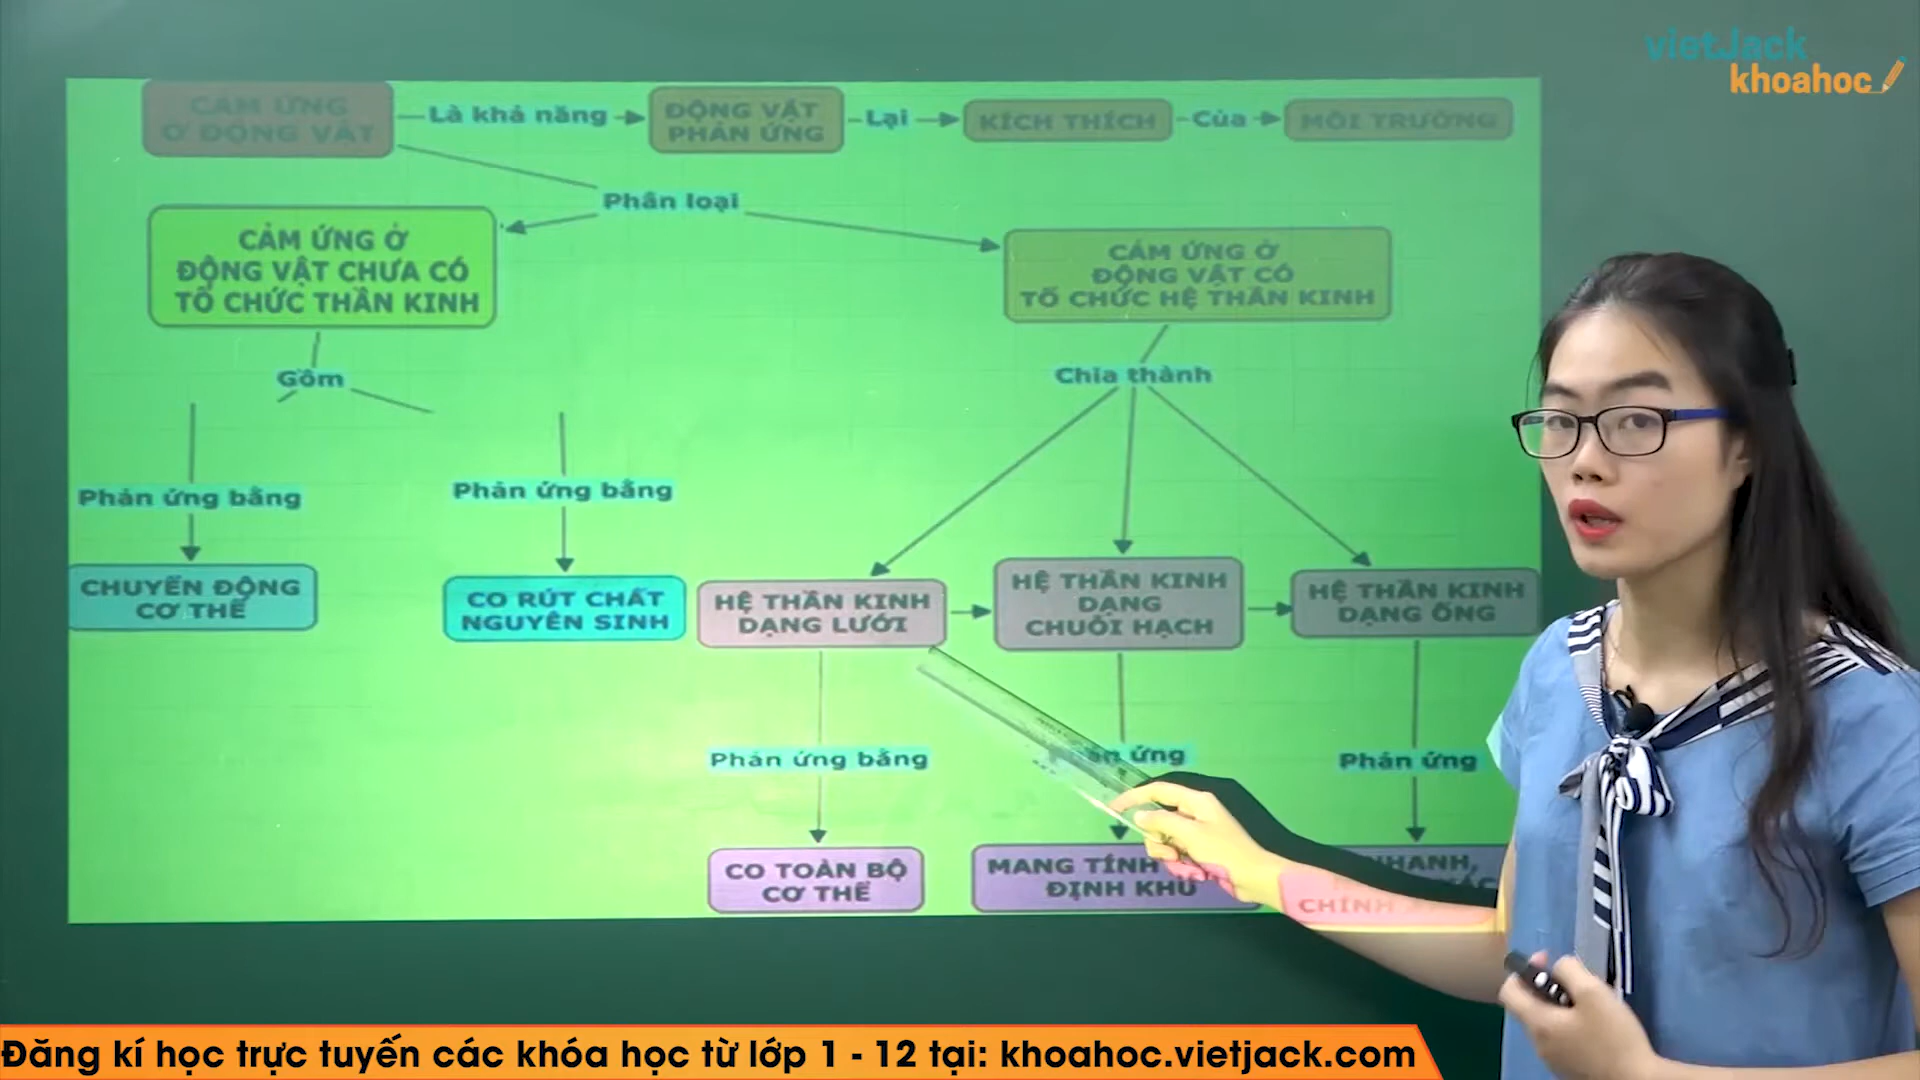 vietJack
khoahoc
CẢM ỨNG
Ở ĐỘNG VẬT
Là khả năng
ĐỘNG VẬT
PHẢN ỨNG
Lại
KÍCH THÍCH
Của
MÔI TRƯỜNG
Phân loại
CẢM ỨNG Ở
ĐỘNG VẬT CHƯA CÓ
TỔ CHỨC THẦN KINH
CẢM ỨNG Ở
ĐỘNG VẬT CÓ
TỔ CHỨC HỆ THẦN KINH
Gồm
Chia thành
Phản ứng bằng
Phản ứng bằng
CHUYỂN ĐỘNG
CƠ THỂ
CO RÚT CHẤT
NGUYÊN SINH
HỆ THẦN KINH
DẠNG LƯỚI
HỆ THẦN KINH
DẠNG
CHUỖI HẠCH
HỆ THẦN KINH
DẠNG ỐNG
Phản ứng bằng
ứng
Phản ứng
CO TOÀN BỘ
CƠ THỂ
MANG TÍNH
ĐỊNH KHU
NHANH,
CHÍNH
Đăng kí học trực tuyến các khóa học từ lớp 1 - 12 tại: khoahoc.vietjack.com